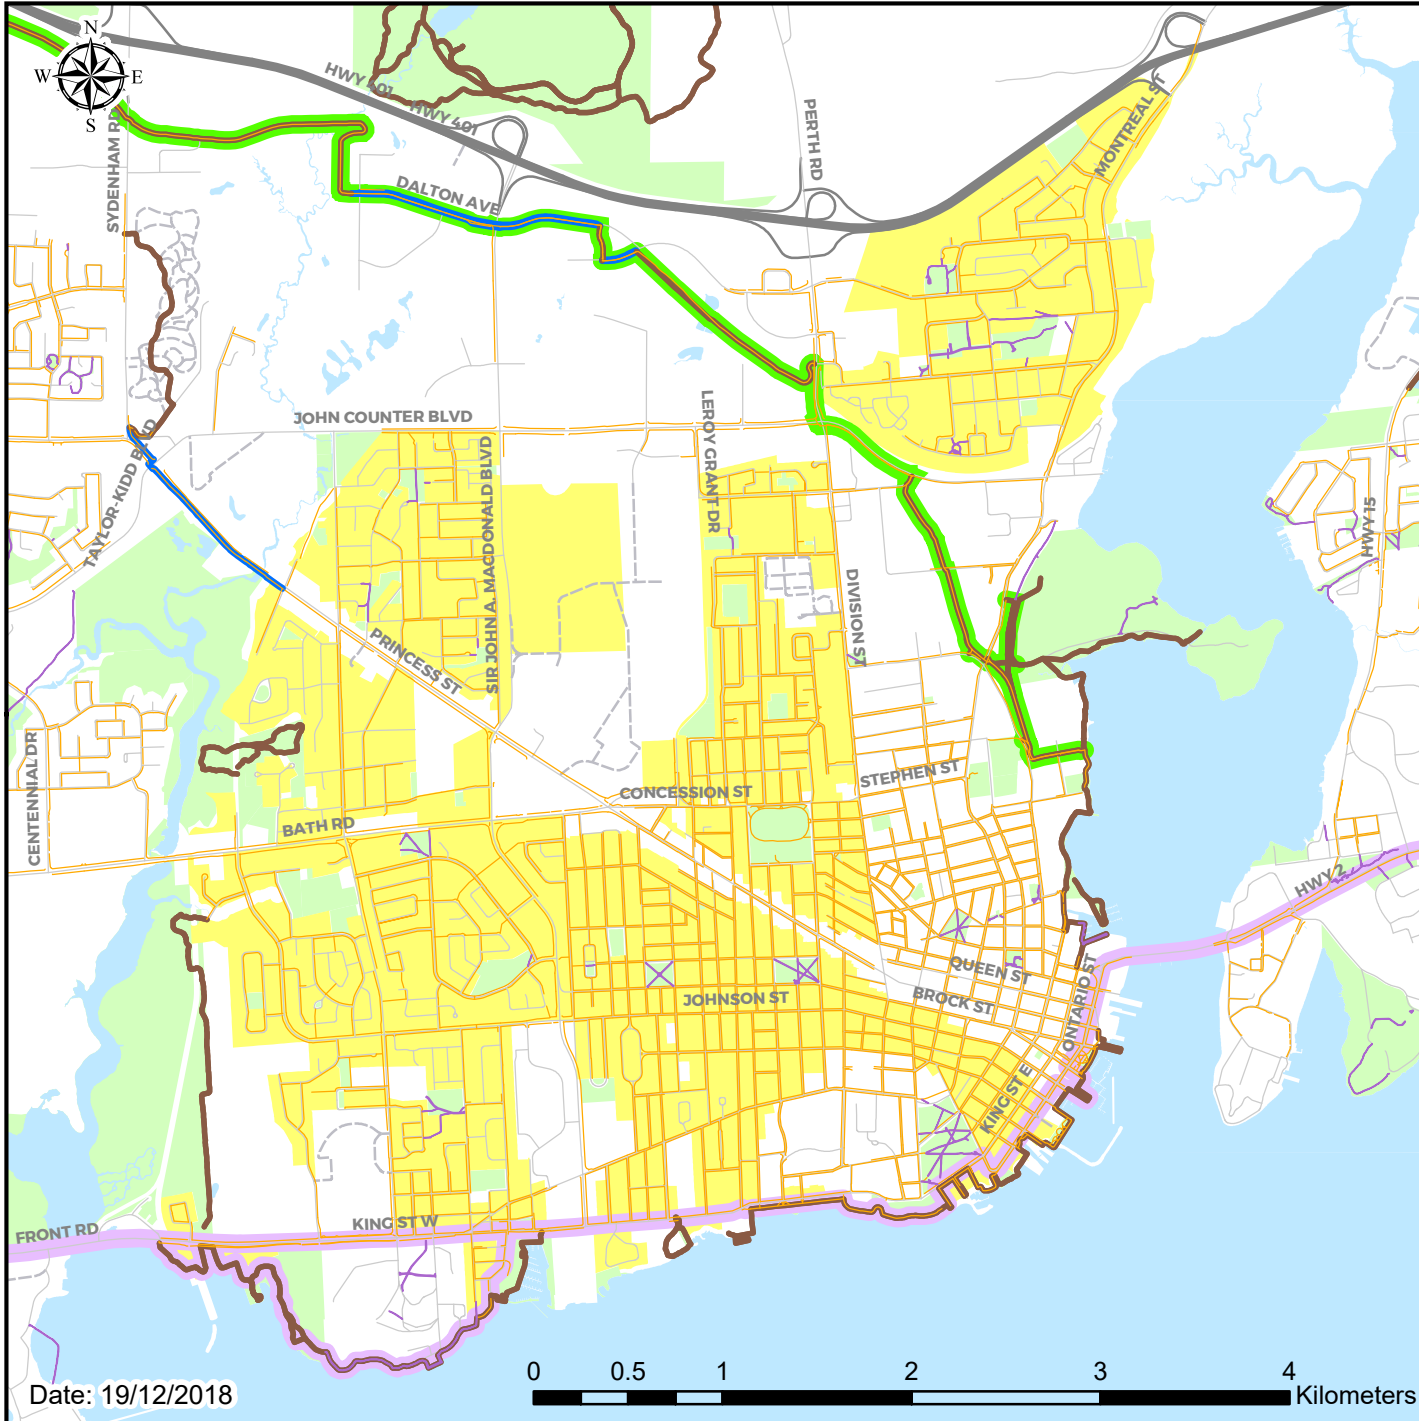 N
W E
S
HWY 401
HWY 401
PERTH RD
MONTREAL ST
SYDENHAM RD
DALTON AVE
JOHN COUNTER BLVD
LEROY GRANT DR
TAYLOR-KIDD BLVD
SIR JOHN A. MACDONALD BLVD
HWY 15
DIVISION ST
PRINCESS ST
CENTENNIAL DR
STEPHEN ST
CONCESSION ST
BATH RD
HWY 2
QUEEN ST
JOHNSON ST
BROCK ST
ONTARIO ST
KING ST E
KING ST W
FRONT RD
0 0.5 1 2 3 4
Kilometers
Date: 19/12/2018